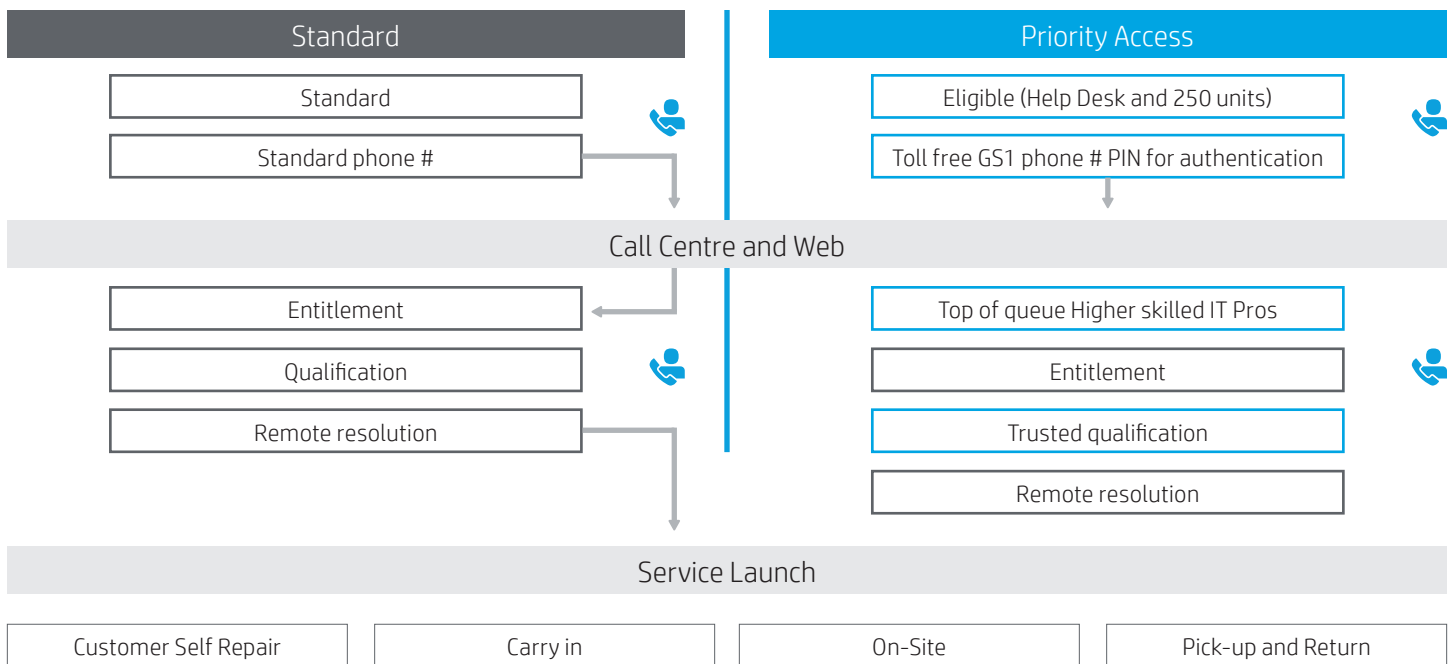 Standard
Priority Access
Standard
Standard phone #
Eligible (Help Desk and 250 units)
Toll free GS1 phone # PIN for authentication
Call Centre and Web
Entitlement
Qualification
Remote resolution
Top of queue Higher skilled IT Pros
Entitlement
Trusted qualification
Remote resolution
Service Launch
Customer Self Repair
Carry in
On-Site
Pick-up and Return